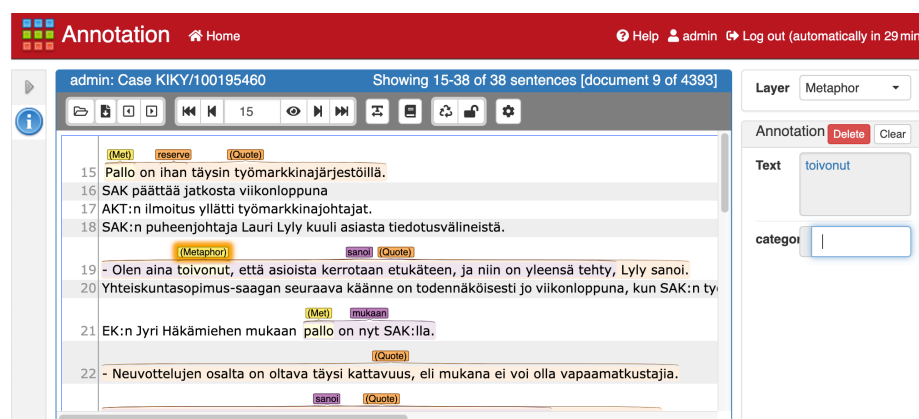 Annotation Home Help admin Log out (automatically in 29 min
admin: Case KIKY/100195460 Showing 15-38 of 38 sentences [document 9 of 4393]
15
(Met) reserve (Quote)
15 Pallo on ihan täysin työmarkkinajärjestöillä.
16 SAK päättää jatkosta viikonloppuna
17 AKT:n ilmoitus yllätti työmarkkinajohtajat.
18 SAK:n puheenjohtaja Lauri Lyly kuuli asiasta tiedotusvälineistä.
(Metaphor) sanoi (Quote)
19 - Olen aina toivonut, että asioista kerrotaan etukäteen, ja niin on yleensä tehty, Lyly sanoi.
20 Yhteiskuntasopimus-saagan seuraava käänne on todennäköisesti jo viikonloppuna, kun SAK:n ty
(Met) mukaan
21 EK:n Jyri Häkämiehen mukaan pallo on nyt SAK:lla.
(Quote)
22 - Neuvottelujen osalta on oltava täysi kattavuus, eli mukana ei voi olla vapaamatkustajia.
sanoi (Quote)
Layer Metaphor
Annotation Delete Clear
Text toivonut
categor